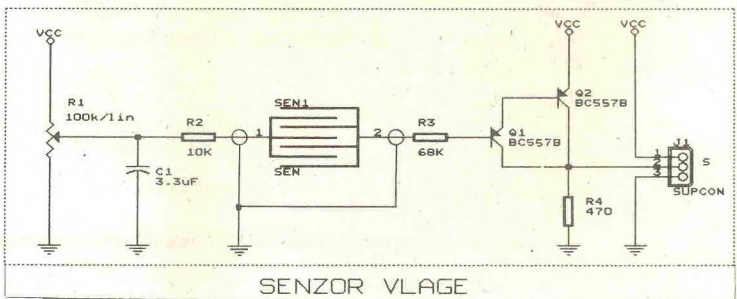 VCC
VCC
VCC
R1
100k/lin
R2
10K
C1
3.3uF
SEN1
1
2
SEN
R3
68K
Q1
BC557B
Q2
BC557B
R4
470
J1
1
2
3
S
SUPCON
SENZOR VLAGE